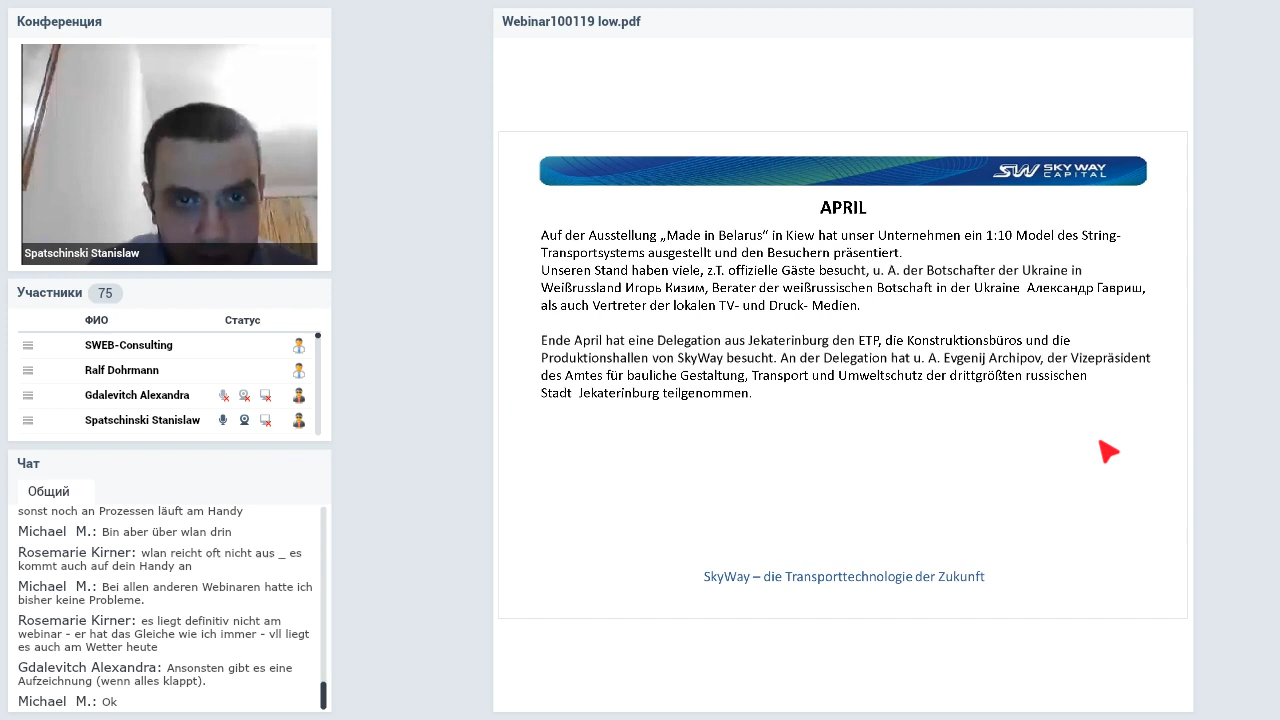 Конференция
Spatschinski Stanislaw
Участники 75
ФИО Статус
SWEB-Consulting
Ralf Dohrmann
Gdalevitch Alexandra
Spatschinski Stanislaw
Чат
Общий
sonst noch an Prozessen läuft am Handy
Michael M.: Bin aber über wlan drin
Rosemarie Kirner: wlan reicht oft nicht aus _ es
kommt auch auf dein Handy an
Michael M.: Bei allen anderen Webinaren hatte ich
bisher keine Probleme.
Rosemarie Kirner: es liegt definitiv nicht am
webinar - er hat das Gleiche wie ich immer - vll liegt
es auch am Wetter heute
Gdalevitch Alexandra: Ansonsten gibt es eine
Aufzeichnung (wenn alles klappt).
Michael M.: Ok
Webinar100119 low.pdf
SW SKY WAY
CAPITAL
APRIL
Auf der Ausstellung „Made in Belarus“ in Kiew hat unser Unternehmen ein 1:10 Model des String-
Transportsystems ausgestellt und den Besuchern präsentiert.
Unseren Stand haben viele, z.T. offizielle Gäste besucht, u. A. der Botschafter der Ukraine in
Weißrussland Игорь Кизим, Berater der weißrussischen Botschaft in der Ukraine Александр Гавриш,
als auch Vertreter der lokalen TV- und Druck- Medien.
Ende April hat eine Delegation aus Jekaterinburg den ETP, die Konstruktionsbüros und die
Produktionshallen von SkyWay besucht. An der Delegation hat u. A. Evgenij Archipov, der Vizepräsident
des Amtes für bauliche Gestaltung, Transport und Umweltschutz der drittgrößten russischen
Stadt Jekaterinburg teilgenommen.
SkyWay – die Transporttechnologie der Zukunft